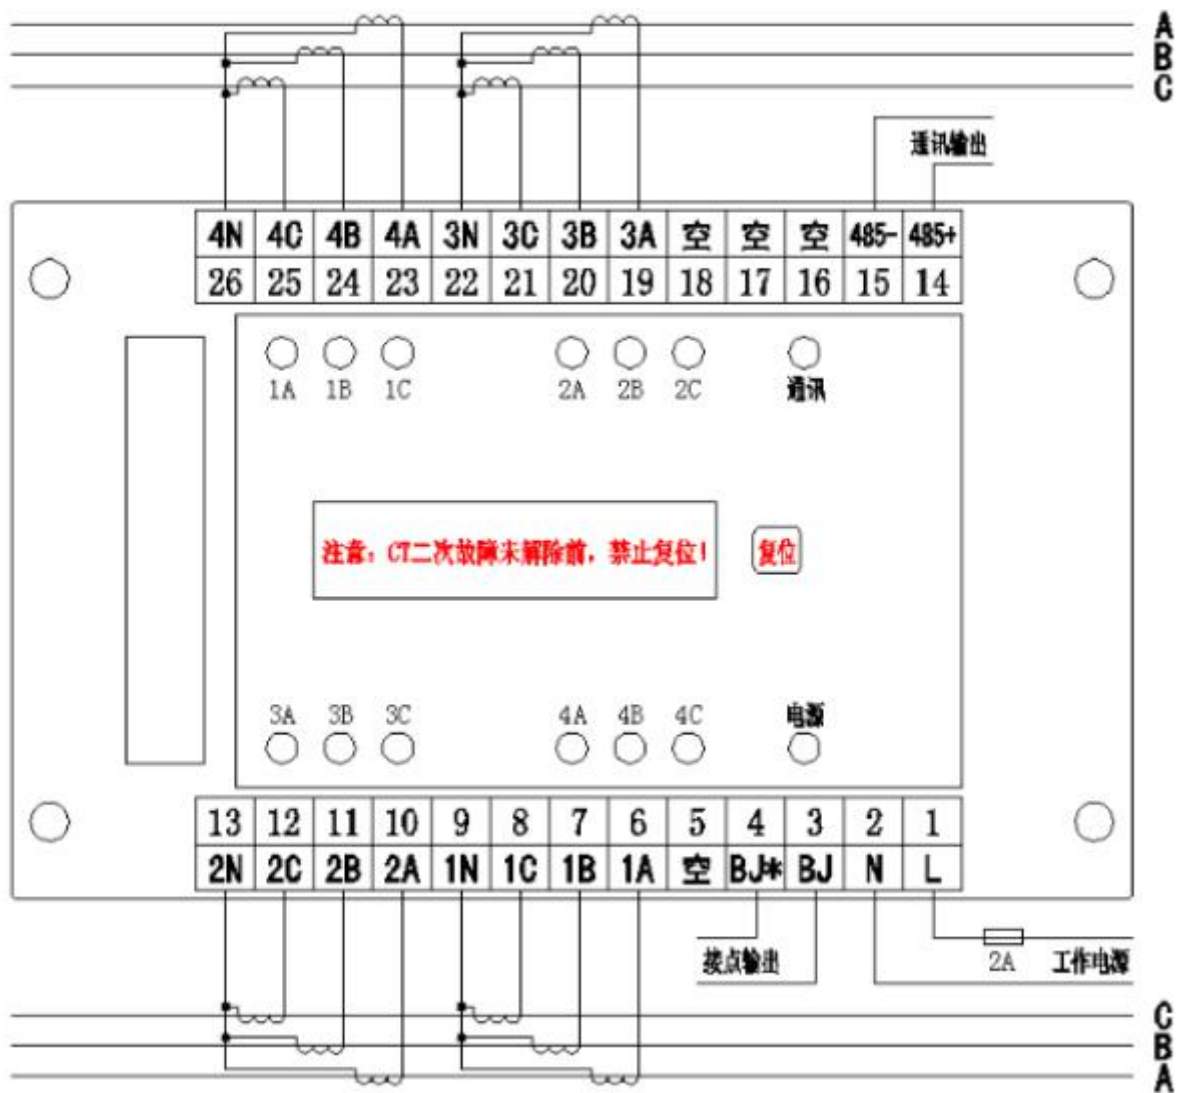 A
B
C
通讯输出
4N 4C 4B 4A 3N 3C 3B 3A 空 空 空 485- 485+
26 25 24 23 22 21 20 19 18 17 16 15 14
1A 1B 1C 2A 2B 2C 通讯
注意：CT二次故障未解除前，禁止复位！ 复位
3A 3B 3C 4A 4B 4C 电源
13 12 11 10 9 8 7 6 5 4 3 2 1
2N 2C 2B 2A 1N 1C 1B 1A 空 BJ* BJ N L
接点输出 2A 工作电源
C
B
A